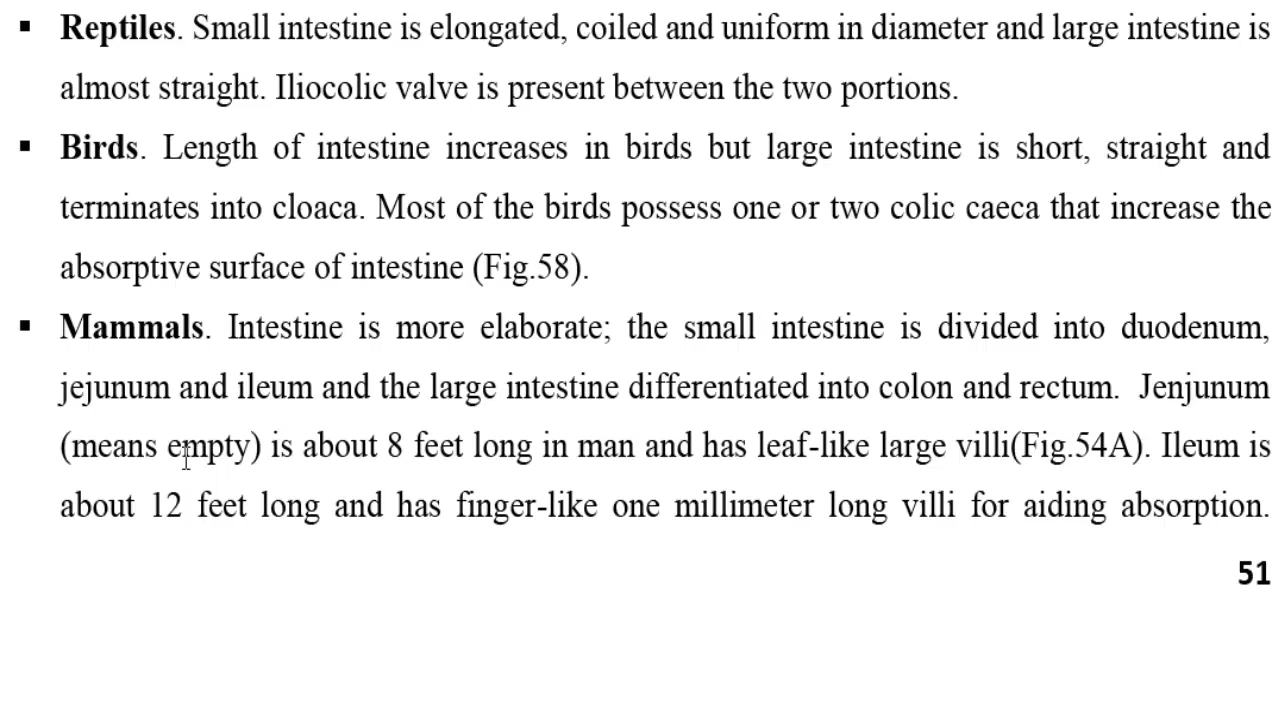 ▪ Reptiles. Small intestine is elongated, coiled and uniform in diameter and large intestine is
almost straight. Iliocolic valve is present between the two portions.
▪ Birds. Length of intestine increases in birds but large intestine is short, straight and
terminates into cloaca. Most of the birds possess one or two colic caeca that increase the
absorptive surface of intestine (Fig.58).
▪ Mammals. Intestine is more elaborate; the small intestine is divided into duodenum,
jejunum and ileum and the large intestine differentiated into colon and rectum. Jenjunum
(means empty) is about 8 feet long in man and has leaf-like large villi(Fig.54A). Ileum is
about 12 feet long and has finger-like one millimeter long villi for aiding absorption.
51